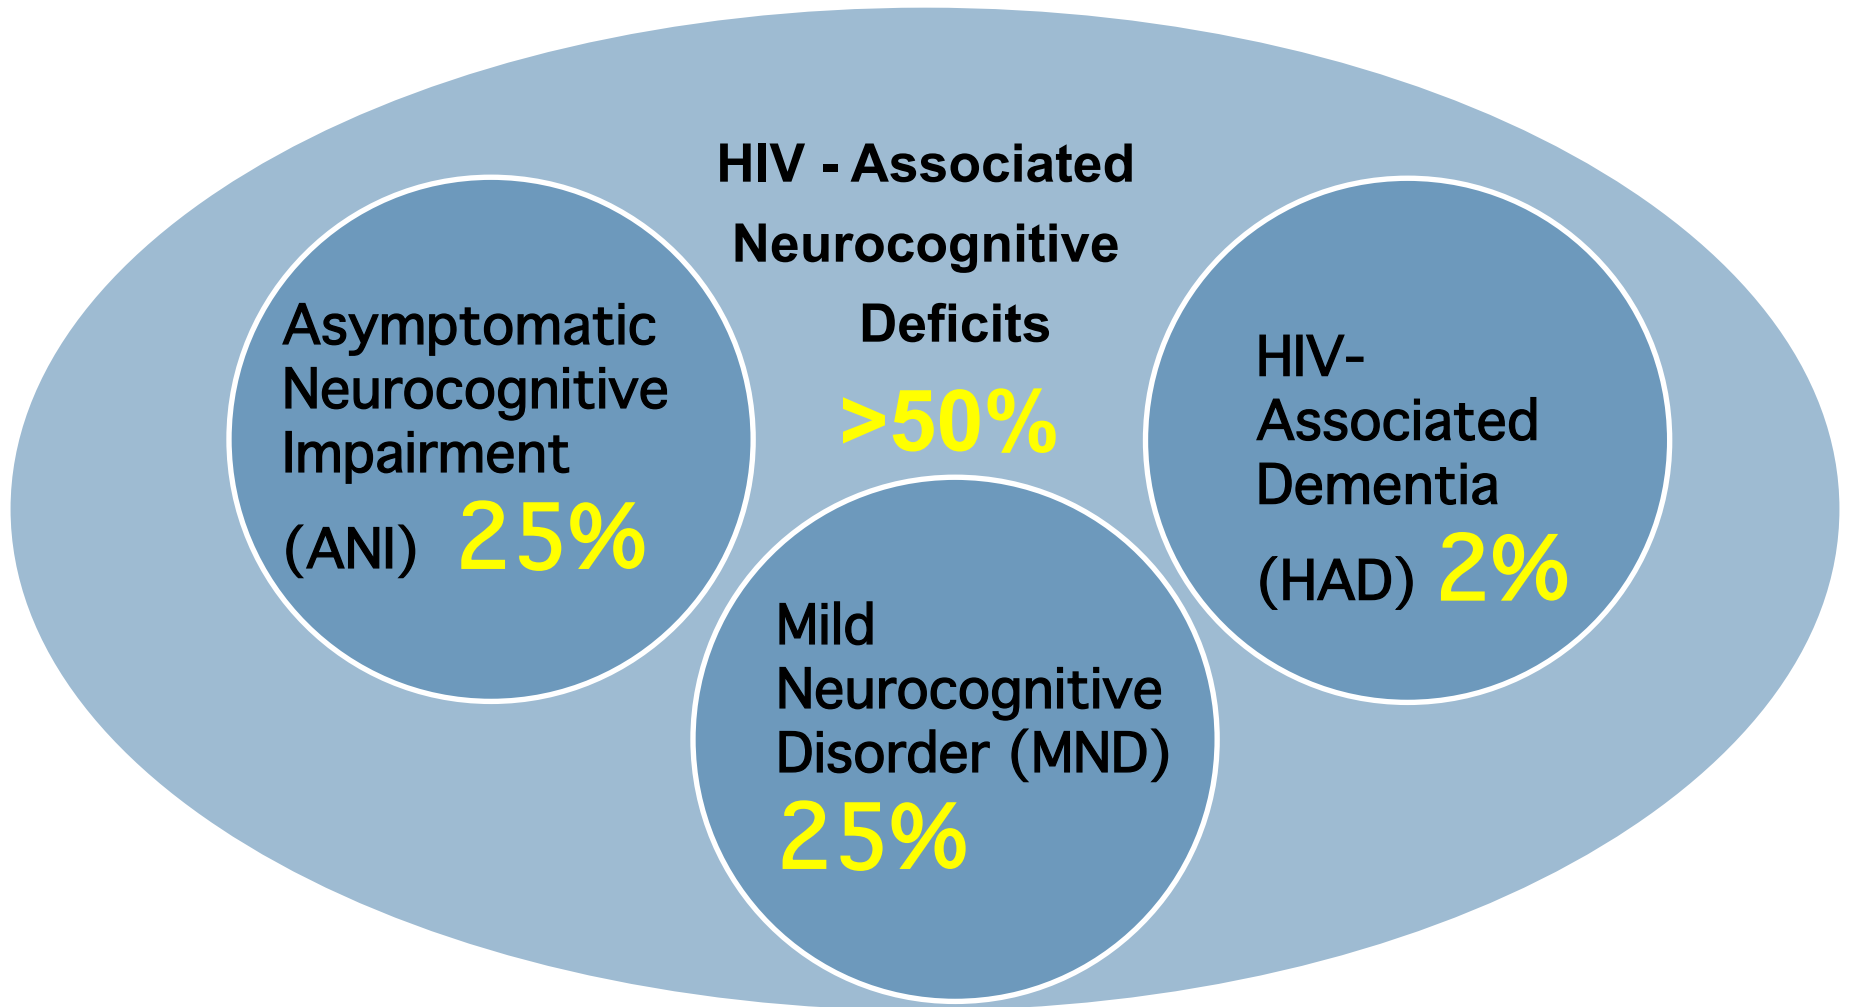 HIV - Associated
Neurocognitive
Deficits
>50%
Asymptomatic
Neurocognitive
Impairment
(ANI) 25%
Mild
Neurocognitive
Disorder (MND)
25%
HIV-
Associated
Dementia
(HAD) 2%